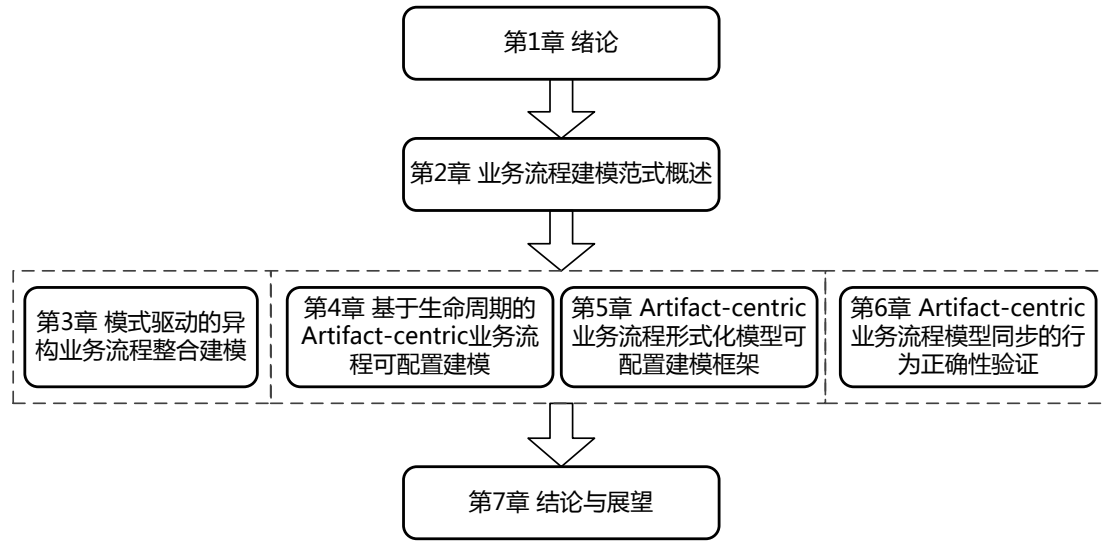 第1章 绪论
第2章 业务流程建模范式概述
第3章 模式驱动的异
构业务流程整合建模
第4章 基于生命周期的
Artifact-centric业务流
程可配置建模
第5章 Artifact-centric
业务流程形式化模型可
配置建模框架
第6章 Artifact-centric
业务流程模型同步的行
为正确性验证
第7章 结论与展望